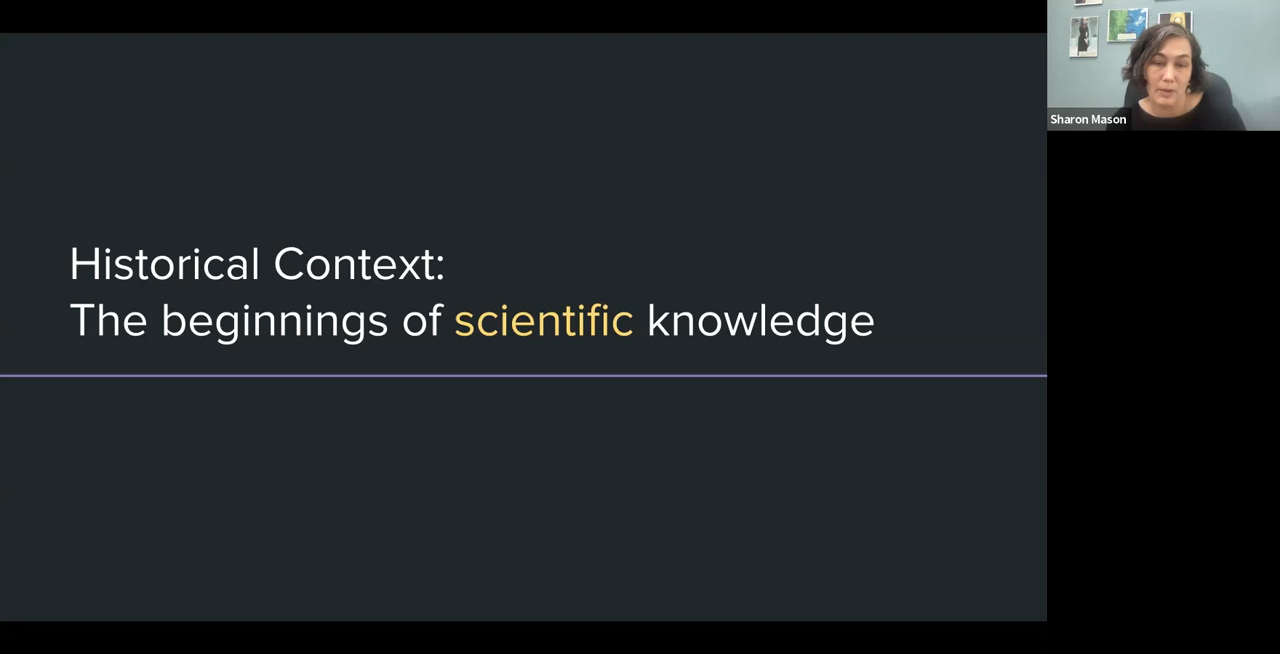 Historical Context:
The beginnings of scientific knowledge
Sharon Mason